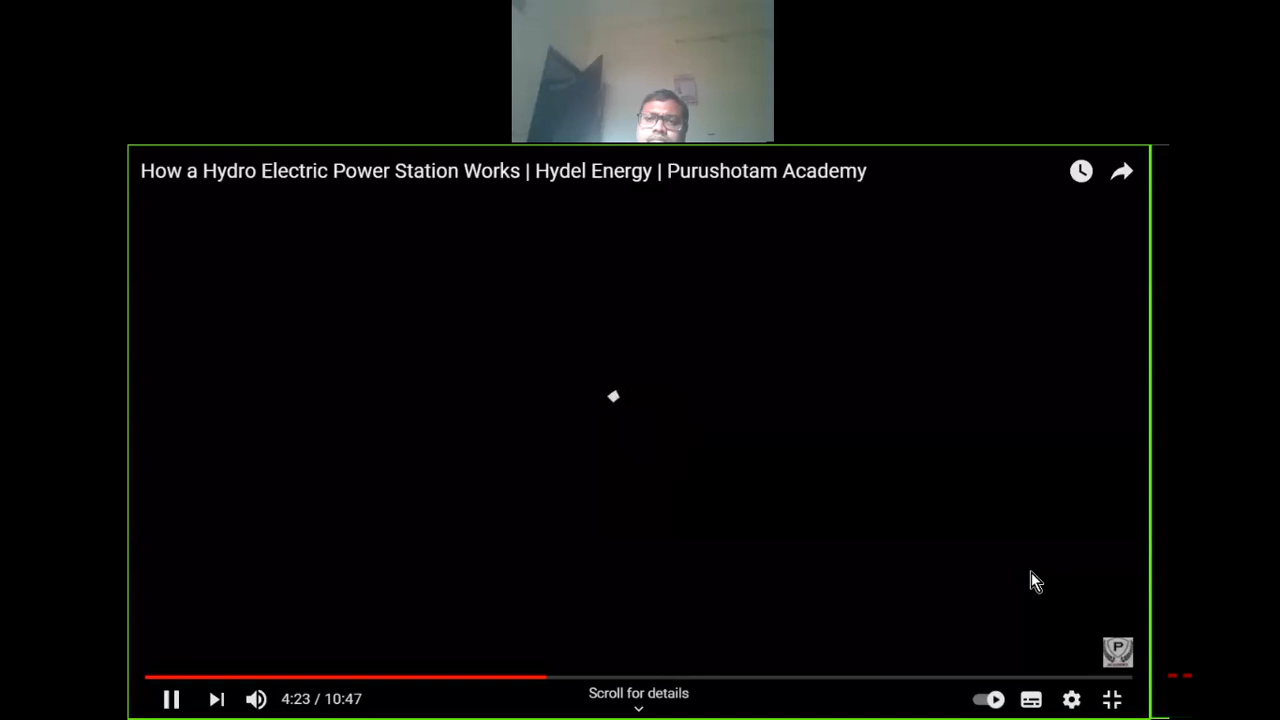 How a Hydro Electric Power Station Works | Hydel Energy | Purushotam Academy
P
4:23 / 10:47
Scroll for details